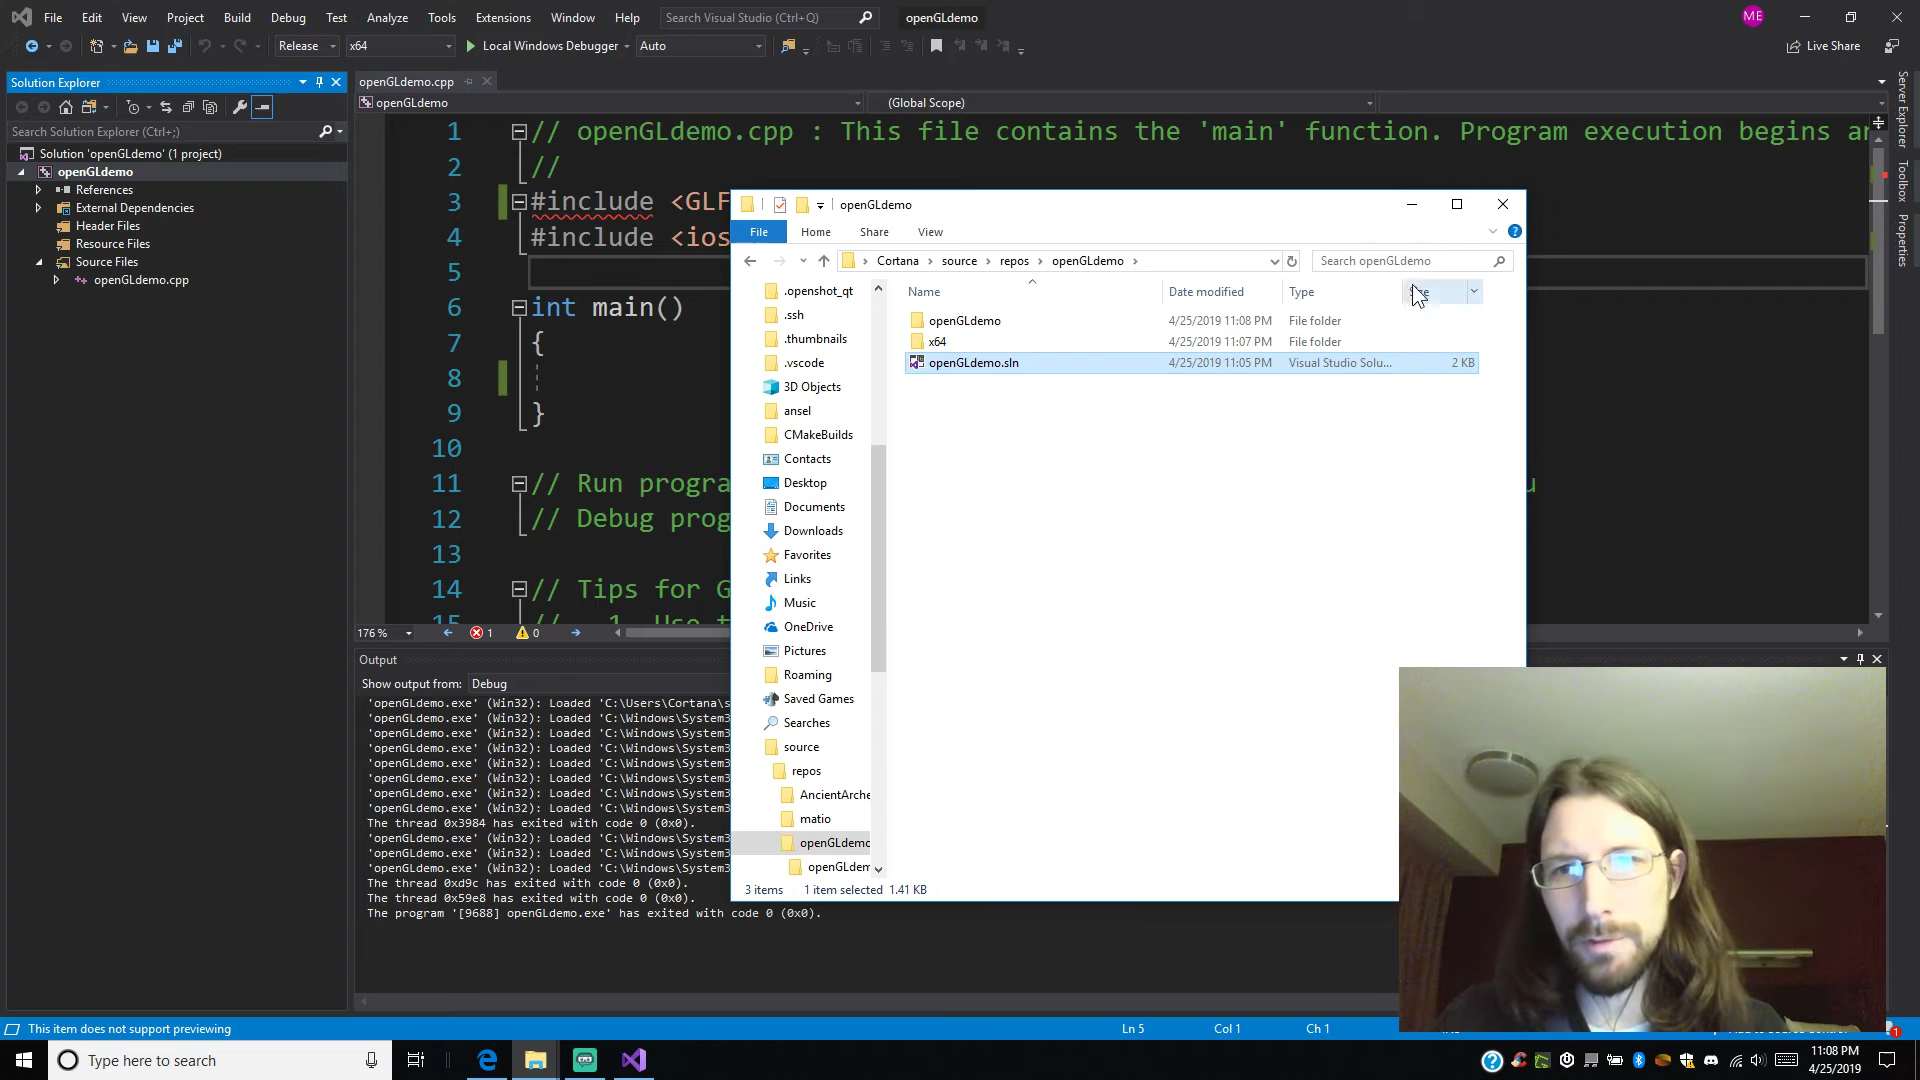 File Edit View Project Build Debug Test Analyze Tools Extensions Window Help Search Visual Studio (Ctrl+Q) openGLdemo ME
Release x64 Local Windows Debugger Auto Live Share
Solution Explorer
Search Solution Explorer (Ctrl+;)
Solution 'openGLdemo' (1 project)
openGLdemo
References
External Dependencies
Header Files
Resource Files
Source Files
openGLdemo.cpp
openGLdemo.cpp
openGLdemo (Global Scope)
1 // openGLdemo.cpp : This file contains the 'main' function. Program execution begins an
2 //
3 #include <GLF
4 #include <ios
5
6 int main()
7 {
8
9 }
10
11 // Run progra u
12 // Debug prog
13
14 // Tips for G
15 // 1. Use t
176 % 1 0
Output
Show output from: Debug
'openGLdemo.exe' (Win32): Loaded 'C:\Users\Cortana\s
'openGLdemo.exe' (Win32): Loaded 'C:\Windows\System3
'openGLdemo.exe' (Win32): Loaded 'C:\Windows\System3
'openGLdemo.exe' (Win32): Loaded 'C:\Windows\System3
'openGLdemo.exe' (Win32): Loaded 'C:\Windows\System3
'openGLdemo.exe' (Win32): Loaded 'C:\Windows\System3
'openGLdemo.exe' (Win32): Loaded 'C:\Windows\System3
'openGLdemo.exe' (Win32): Loaded 'C:\Windows\System3
The thread 0x3984 has exited with code 0 (0x0).
'openGLdemo.exe' (Win32): Loaded 'C:\Windows\System3
'openGLdemo.exe' (Win32): Loaded 'C:\Windows\System3
'openGLdemo.exe' (Win32): Loaded 'C:\Windows\System3
The thread 0xd9c has exited with code 0 (0x0).
The thread 0x59e8 has exited with code 0 (0x0).
The program '[9688] openGLdemo.exe' has exited with code 0 (0x0).
openGLdemo
File Home Share View
Cortana source repos openGLdemo Search openGLdemo
Name Date modified Type
openGLdemo 4/25/2019 11:08 PM File folder
x64 4/25/2019 11:07 PM File folder
openGLdemo.sln 4/25/2019 11:05 PM Visual Studio Solu... 2 KB
.openshot_qt
.ssh
.thumbnails
.vscode
3D Objects
ansel
CMakeBuilds
Contacts
Desktop
Documents
Downloads
Favorites
Links
Music
OneDrive
Pictures
Roaming
Saved Games
Searches
source
repos
AncientArche
matio
openGLdemo
openGLdem
3 items 1 item selected 1.41 KB
Server Explorer
Toolbox
Properties
This item does not support previewing Ln 5 Col 1 Ch 1
Type here to search
11:08 PM
4/25/2019